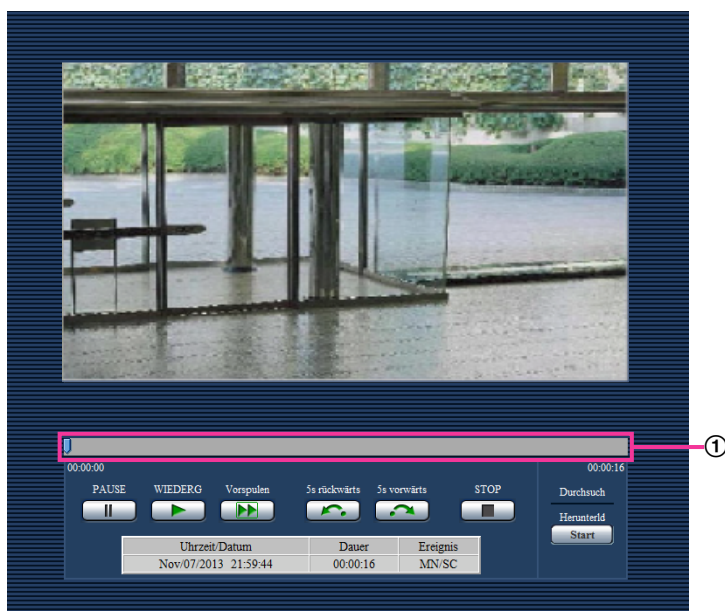 ①
00:00:00 00:00:16
PAUSE WIEDERG Vorspulen 5s rückwärts 5s vorwärts STOP
Durchsuch
Herunterld
Start
Uhrzeit/Datum Dauer Ereignis
Nov/07/2013 21:59:44 00:00:16 MN/SC